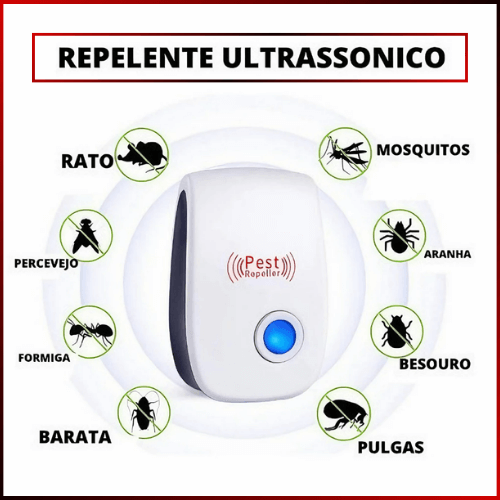 REPELENTE ULTRASSONICO
RATO
MOSQUITOS
PERCEVEJO
ARANHA
Pest
Repeller
FORMIGA
BESOURO
BARATA
PULGAS